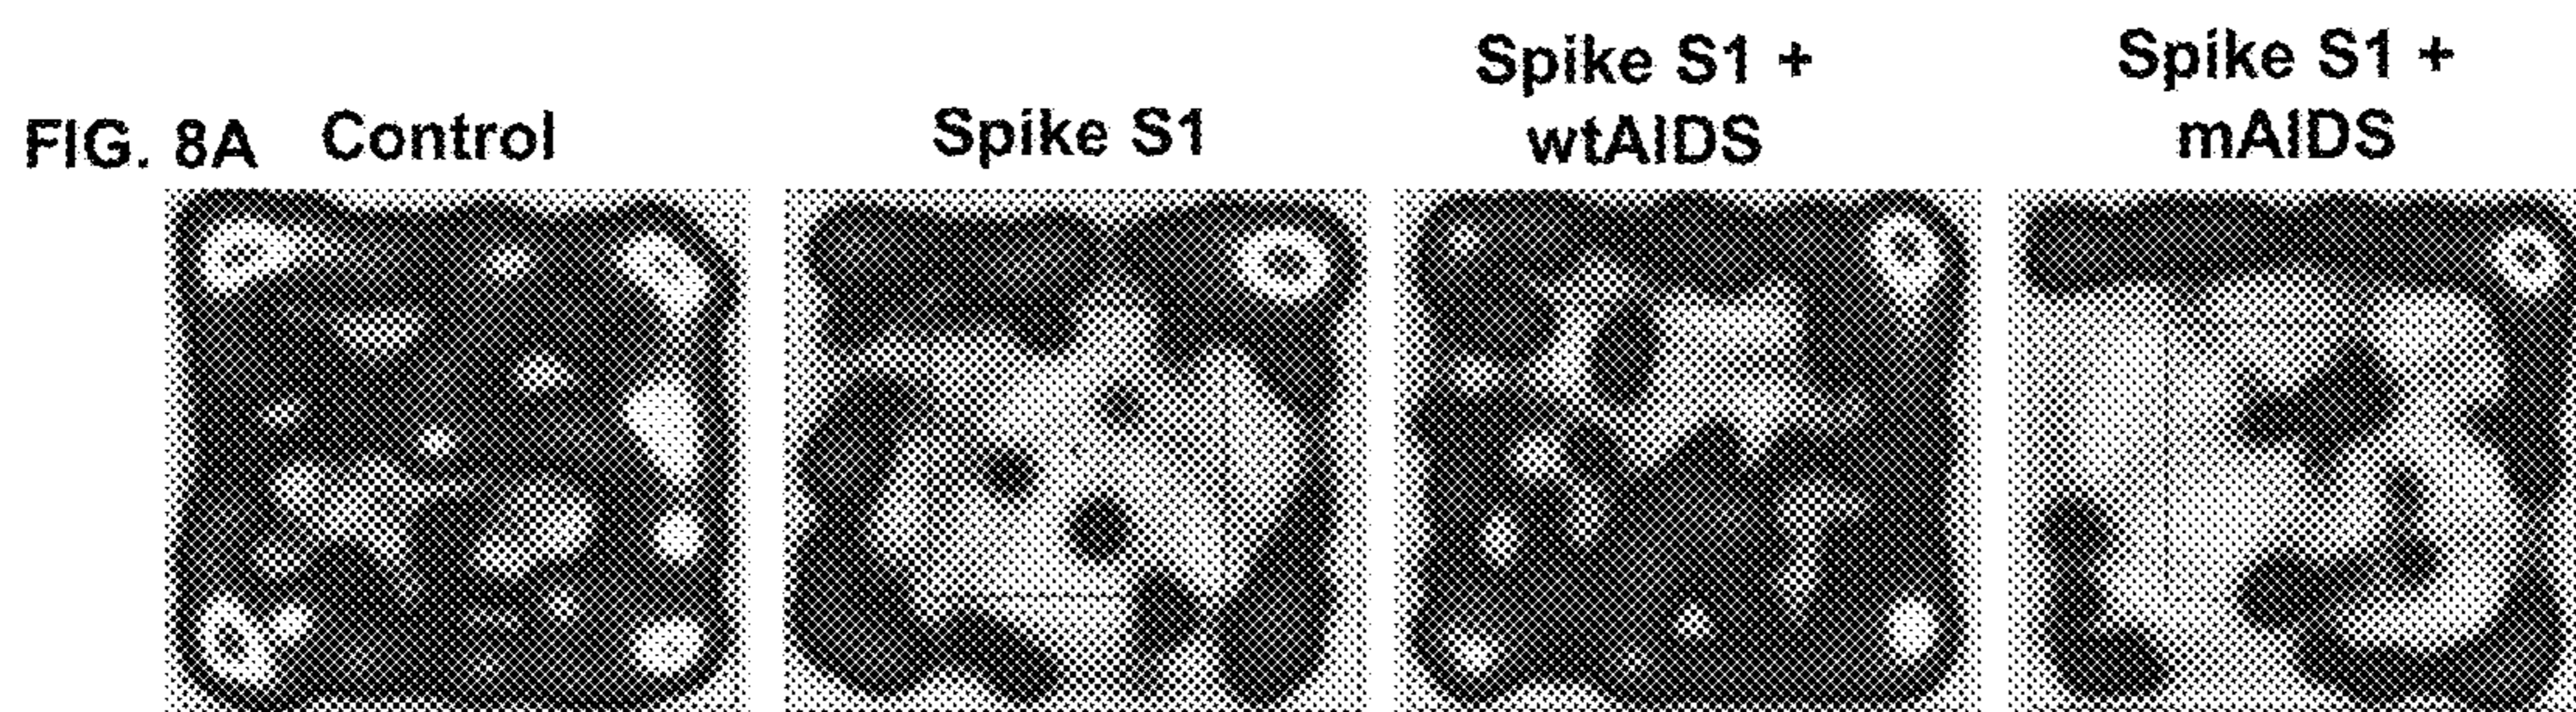 FIG. 8A Control
Spike S1
Spike S1 +
wtAIDS
Spike S1 +
mAIDS